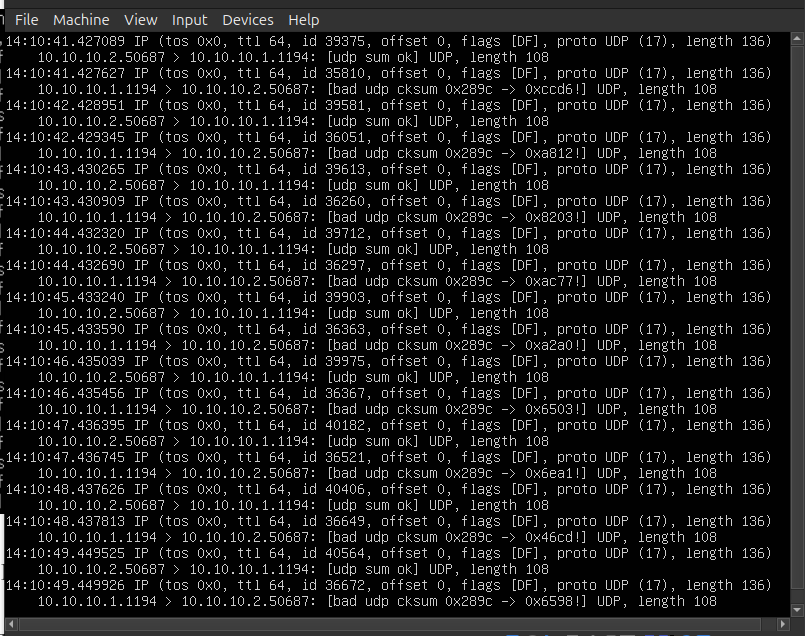 File Machine View Input Devices Help
14:10:41.427089 IP (tos 0x0, ttl 64, id 39375, offset 0, flags [DF], proto UDP (17), length 136)
10.10.10.2.50687 > 10.10.10.1.1194: [udp sum ok] UDP, length 108
14:10:41.427627 IP (tos 0x0, ttl 64, id 35810, offset 0, flags [DF], proto UDP (17), length 136)
10.10.10.1.1194 > 10.10.10.2.50687: [bad udp cksum 0x289c -> 0xccd6!] UDP, length 108
14:10:42.428951 IP (tos 0x0, ttl 64, id 39581, offset 0, flags [DF], proto UDP (17), length 136)
10.10.10.2.50687 > 10.10.10.1.1194: [udp sum ok] UDP, length 108
14:10:42.429345 IP (tos 0x0, ttl 64, id 36051, offset 0, flags [DF], proto UDP (17), length 136)
10.10.10.1.1194 > 10.10.10.2.50687: [bad udp cksum 0x289c -> 0xa812!] UDP, length 108
14:10:43.430265 IP (tos 0x0, ttl 64, id 39613, offset 0, flags [DF], proto UDP (17), length 136)
10.10.10.2.50687 > 10.10.10.1.1194: [udp sum ok] UDP, length 108
14:10:43.430909 IP (tos 0x0, ttl 64, id 36260, offset 0, flags [DF], proto UDP (17), length 136)
10.10.10.1.1194 > 10.10.10.2.50687: [bad udp cksum 0x289c -> 0x8203!] UDP, length 108
14:10:44.432320 IP (tos 0x0, ttl 64, id 39712, offset 0, flags [DF], proto UDP (17), length 136)
10.10.10.2.50687 > 10.10.10.1.1194: [udp sum ok] UDP, length 108
14:10:44.432690 IP (tos 0x0, ttl 64, id 36297, offset 0, flags [DF], proto UDP (17), length 136)
10.10.10.1.1194 > 10.10.10.2.50687: [bad udp cksum 0x289c -> 0xac77!] UDP, length 108
14:10:45.433240 IP (tos 0x0, ttl 64, id 39903, offset 0, flags [DF], proto UDP (17), length 136)
10.10.10.2.50687 > 10.10.10.1.1194: [udp sum ok] UDP, length 108
14:10:45.433590 IP (tos 0x0, ttl 64, id 36363, offset 0, flags [DF], proto UDP (17), length 136)
10.10.10.1.1194 > 10.10.10.2.50687: [bad udp cksum 0x289c -> 0xa2a0!] UDP, length 108
14:10:46.435039 IP (tos 0x0, ttl 64, id 39975, offset 0, flags [DF], proto UDP (17), length 136)
10.10.10.2.50687 > 10.10.10.1.1194: [udp sum ok] UDP, length 108
14:10:46.435456 IP (tos 0x0, ttl 64, id 36367, offset 0, flags [DF], proto UDP (17), length 136)
10.10.10.1.1194 > 10.10.10.2.50687: [bad udp cksum 0x289c -> 0x6503!] UDP, length 108
14:10:47.436395 IP (tos 0x0, ttl 64, id 40182, offset 0, flags [DF], proto UDP (17), length 136)
10.10.10.2.50687 > 10.10.10.1.1194: [udp sum ok] UDP, length 108
14:10:47.436745 IP (tos 0x0, ttl 64, id 36521, offset 0, flags [DF], proto UDP (17), length 136)
10.10.10.1.1194 > 10.10.10.2.50687: [bad udp cksum 0x289c -> 0x6ea1!] UDP, length 108
14:10:48.437626 IP (tos 0x0, ttl 64, id 40406, offset 0, flags [DF], proto UDP (17), length 136)
10.10.10.2.50687 > 10.10.10.1.1194: [udp sum ok] UDP, length 108
14:10:48.437813 IP (tos 0x0, ttl 64, id 36649, offset 0, flags [DF], proto UDP (17), length 136)
10.10.10.1.1194 > 10.10.10.2.50687: [bad udp cksum 0x289c -> 0x46cd!] UDP, length 108
14:10:49.449525 IP (tos 0x0, ttl 64, id 40564, offset 0, flags [DF], proto UDP (17), length 136)
10.10.10.2.50687 > 10.10.10.1.1194: [udp sum ok] UDP, length 108
14:10:49.449926 IP (tos 0x0, ttl 64, id 36672, offset 0, flags [DF], proto UDP (17), length 136)
10.10.10.1.1194 > 10.10.10.2.50687: [bad udp cksum 0x289c -> 0x6598!] UDP, length 108